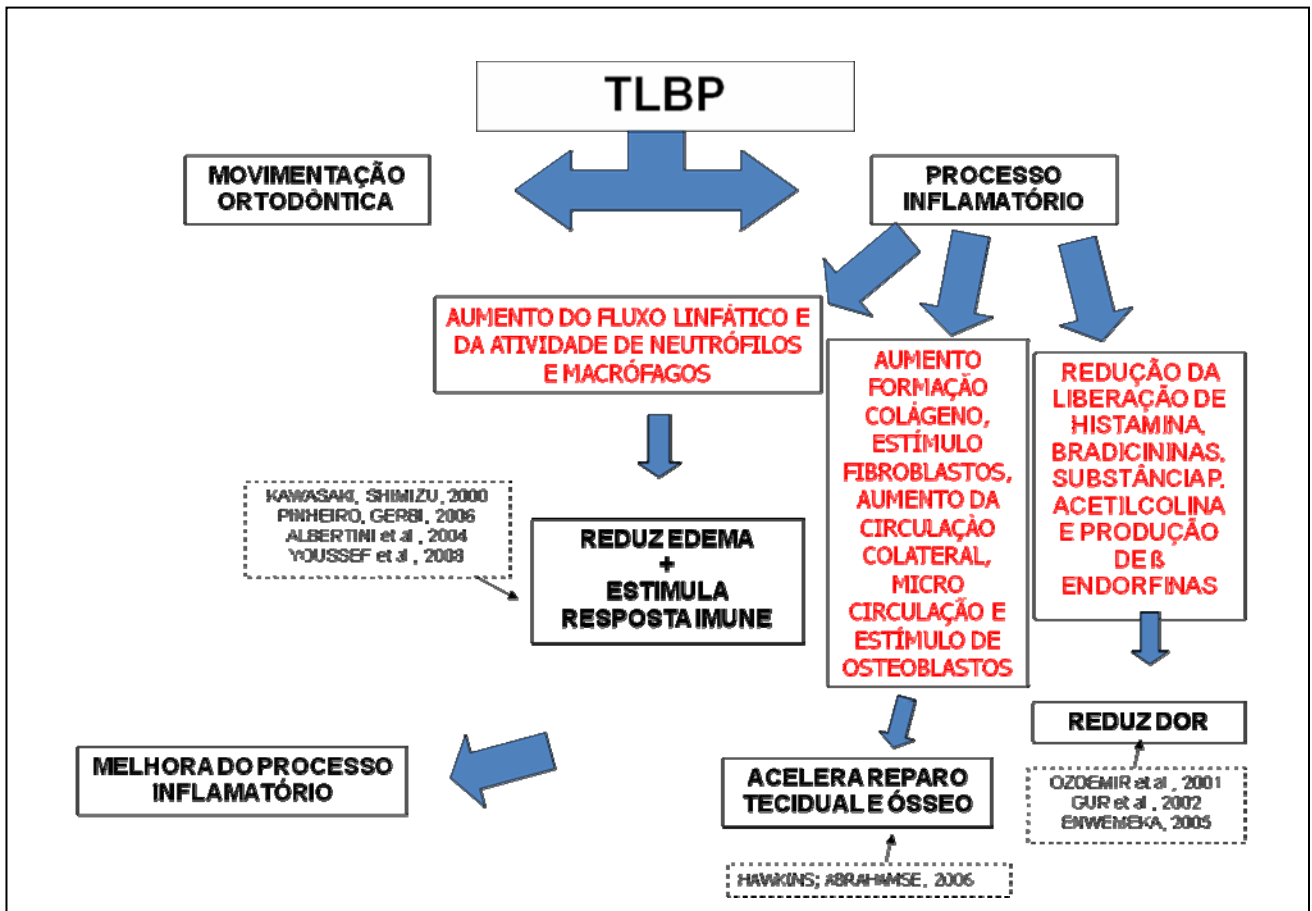 TLBP
MOVIMENTAÇÃO
ORTODÔNTICA
PROCESSO
INFLAMATÓRIO
AUMENTO DO FLUXO LINFÁTICO E
DA ATIVIDADE DE NEUTRÓFILOS
E MACRÓFAGOS
AUMENTO
FORMAÇÃO
COLÁGENO,
ESTÍMULO
FIBROBLASTOS,
AUMENTO DA
CIRCULAÇÃO
COLATERAL,
MICRO
CIRCULAÇÃO E
ESTÍMULO DE
OSTEOBLASTOS
REDUÇÃO DA
LIBERAÇÃO DE
HISTAMINA,
BRADICININAS,
SUBSTÂNCIA P,
ACETILCOLINA
E PRODUÇÃO
DE ß
ENDORFINAS
KAWASAKI, SHIMIZU, 2000
PINHEIRO, GERBI, 2006
ALBERTINI et al, 2004
YOUSSEF et al, 2008
REDUZ EDEMA
+
ESTIMULA
RESPOSTA IMUNE
REDUZ DOR
OZOEMIR et al, 2001
GUR et al, 2002
ENWEMEKA, 2005
MELHORA DO PROCESSO
INFLAMATÓRIO
ACELERA REPARO
TECIDUAL E ÓSSEO
HAWKINS; ABRAHAMSE, 2006